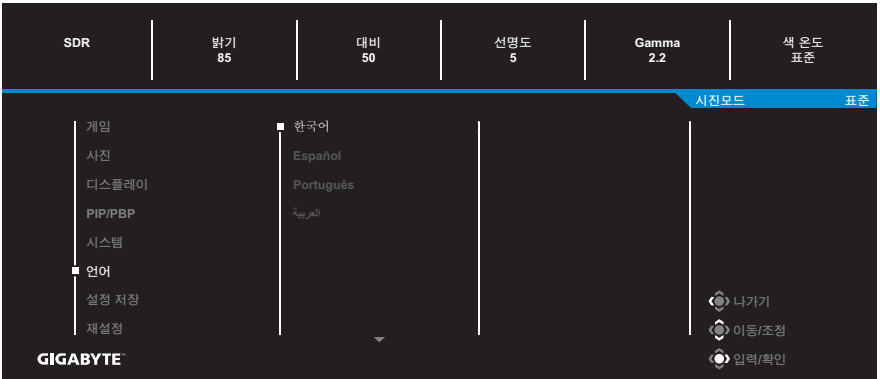 SDR 밝기 대비 선명도 Gamma 색 온도
85 50 5 2.2 표준
시진모드 표준
게임 한국어
사진 Español
디스플레이 Português
PIP/PBP العربية
시스템
언어
설정 저장 나가기
재설정 이동/조정
GIGABYTE™ 입력/확인